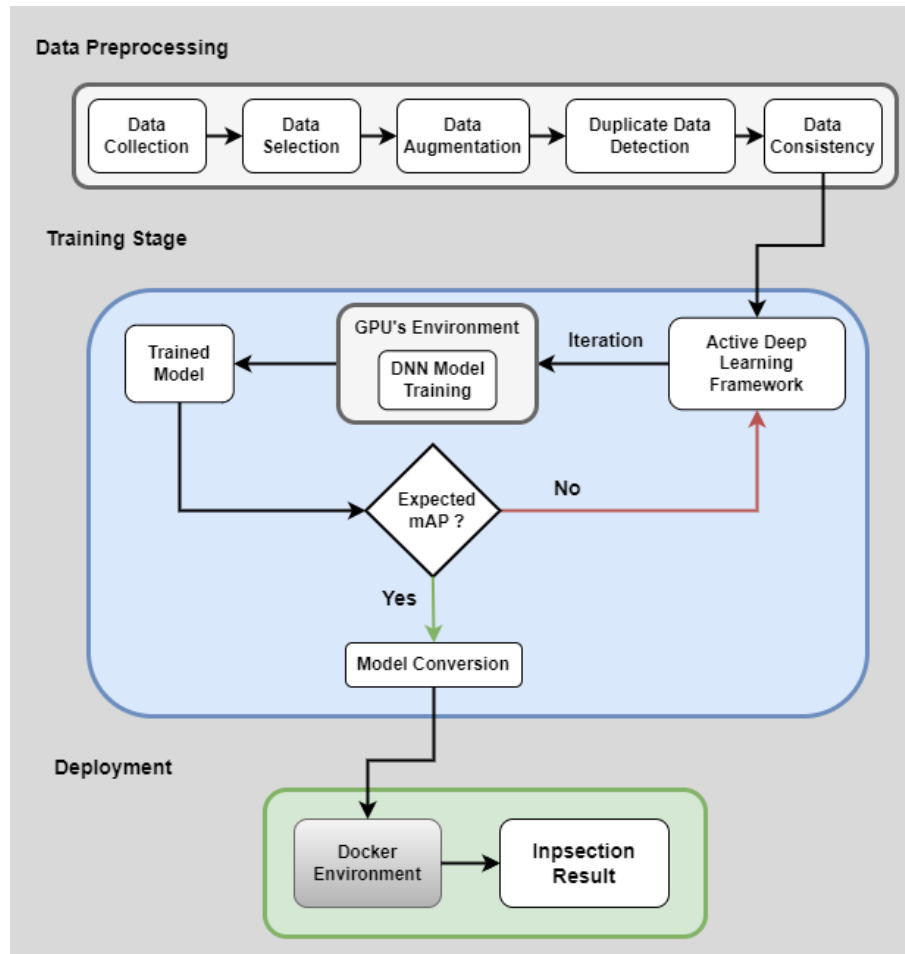 Data Preprocessing
Data
Collection
Data
Selection
Data
Augmentation
Duplicate Data
Detection
Data
Consistency
Training Stage
Trained
Model
GPU's Environment
DNN Model
Training
Iteration
Active Deep
Learning
Framework
Expected
mAP ?
No
Yes
Model Conversion
Deployment
Docker
Environment
Inpsection
Result